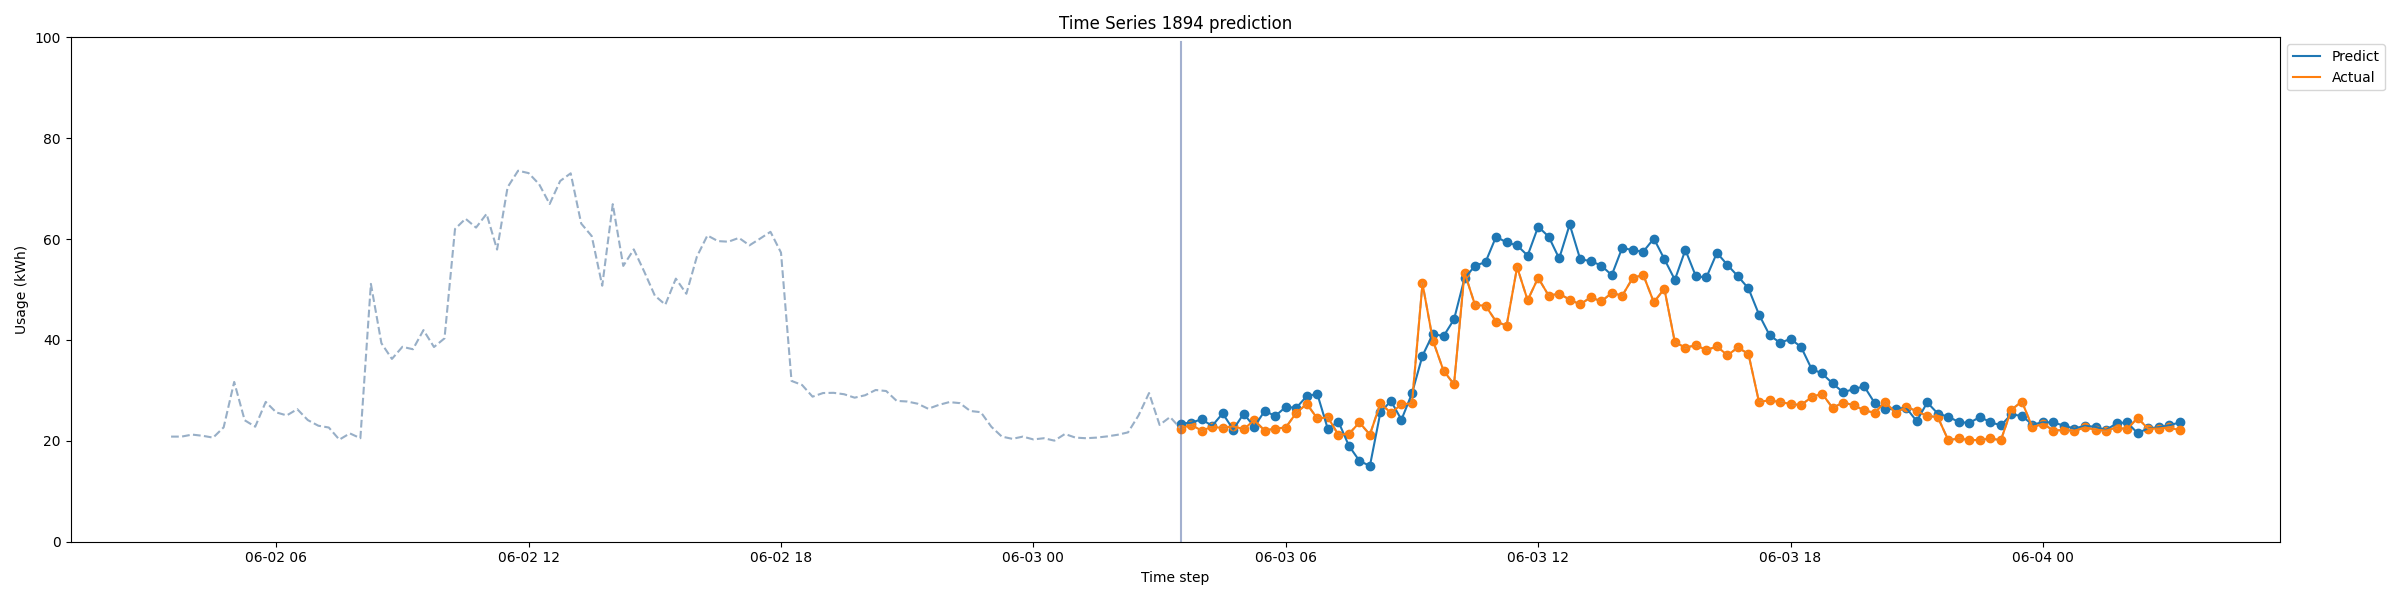 Time Series 1894 prediction
100
80
60
40
20
0
Usage (kWh)
06-02 06
06-02 12
06-02 18
06-03 00
06-03 06
06-03 12
06-03 18
06-04 00
Time step
Predict
Actual